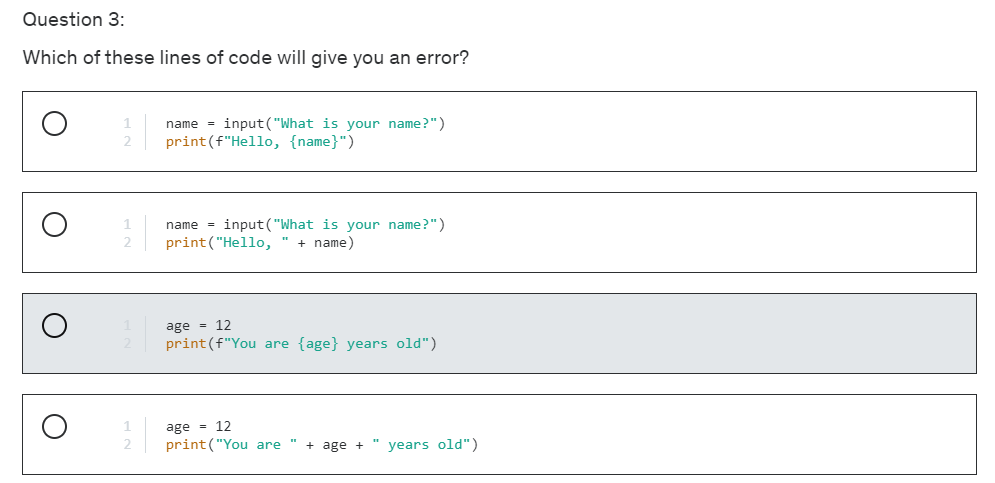 Question 3:
Which of these lines of code will give you an error?
1 name = input("What is your name?")
2 print(f"Hello, {name}")
1 name = input("What is your name?")
2 print("Hello, " + name)
1 age = 12
2 print(f"You are {age} years old")
1 age = 12
2 print("You are " + age + " years old")